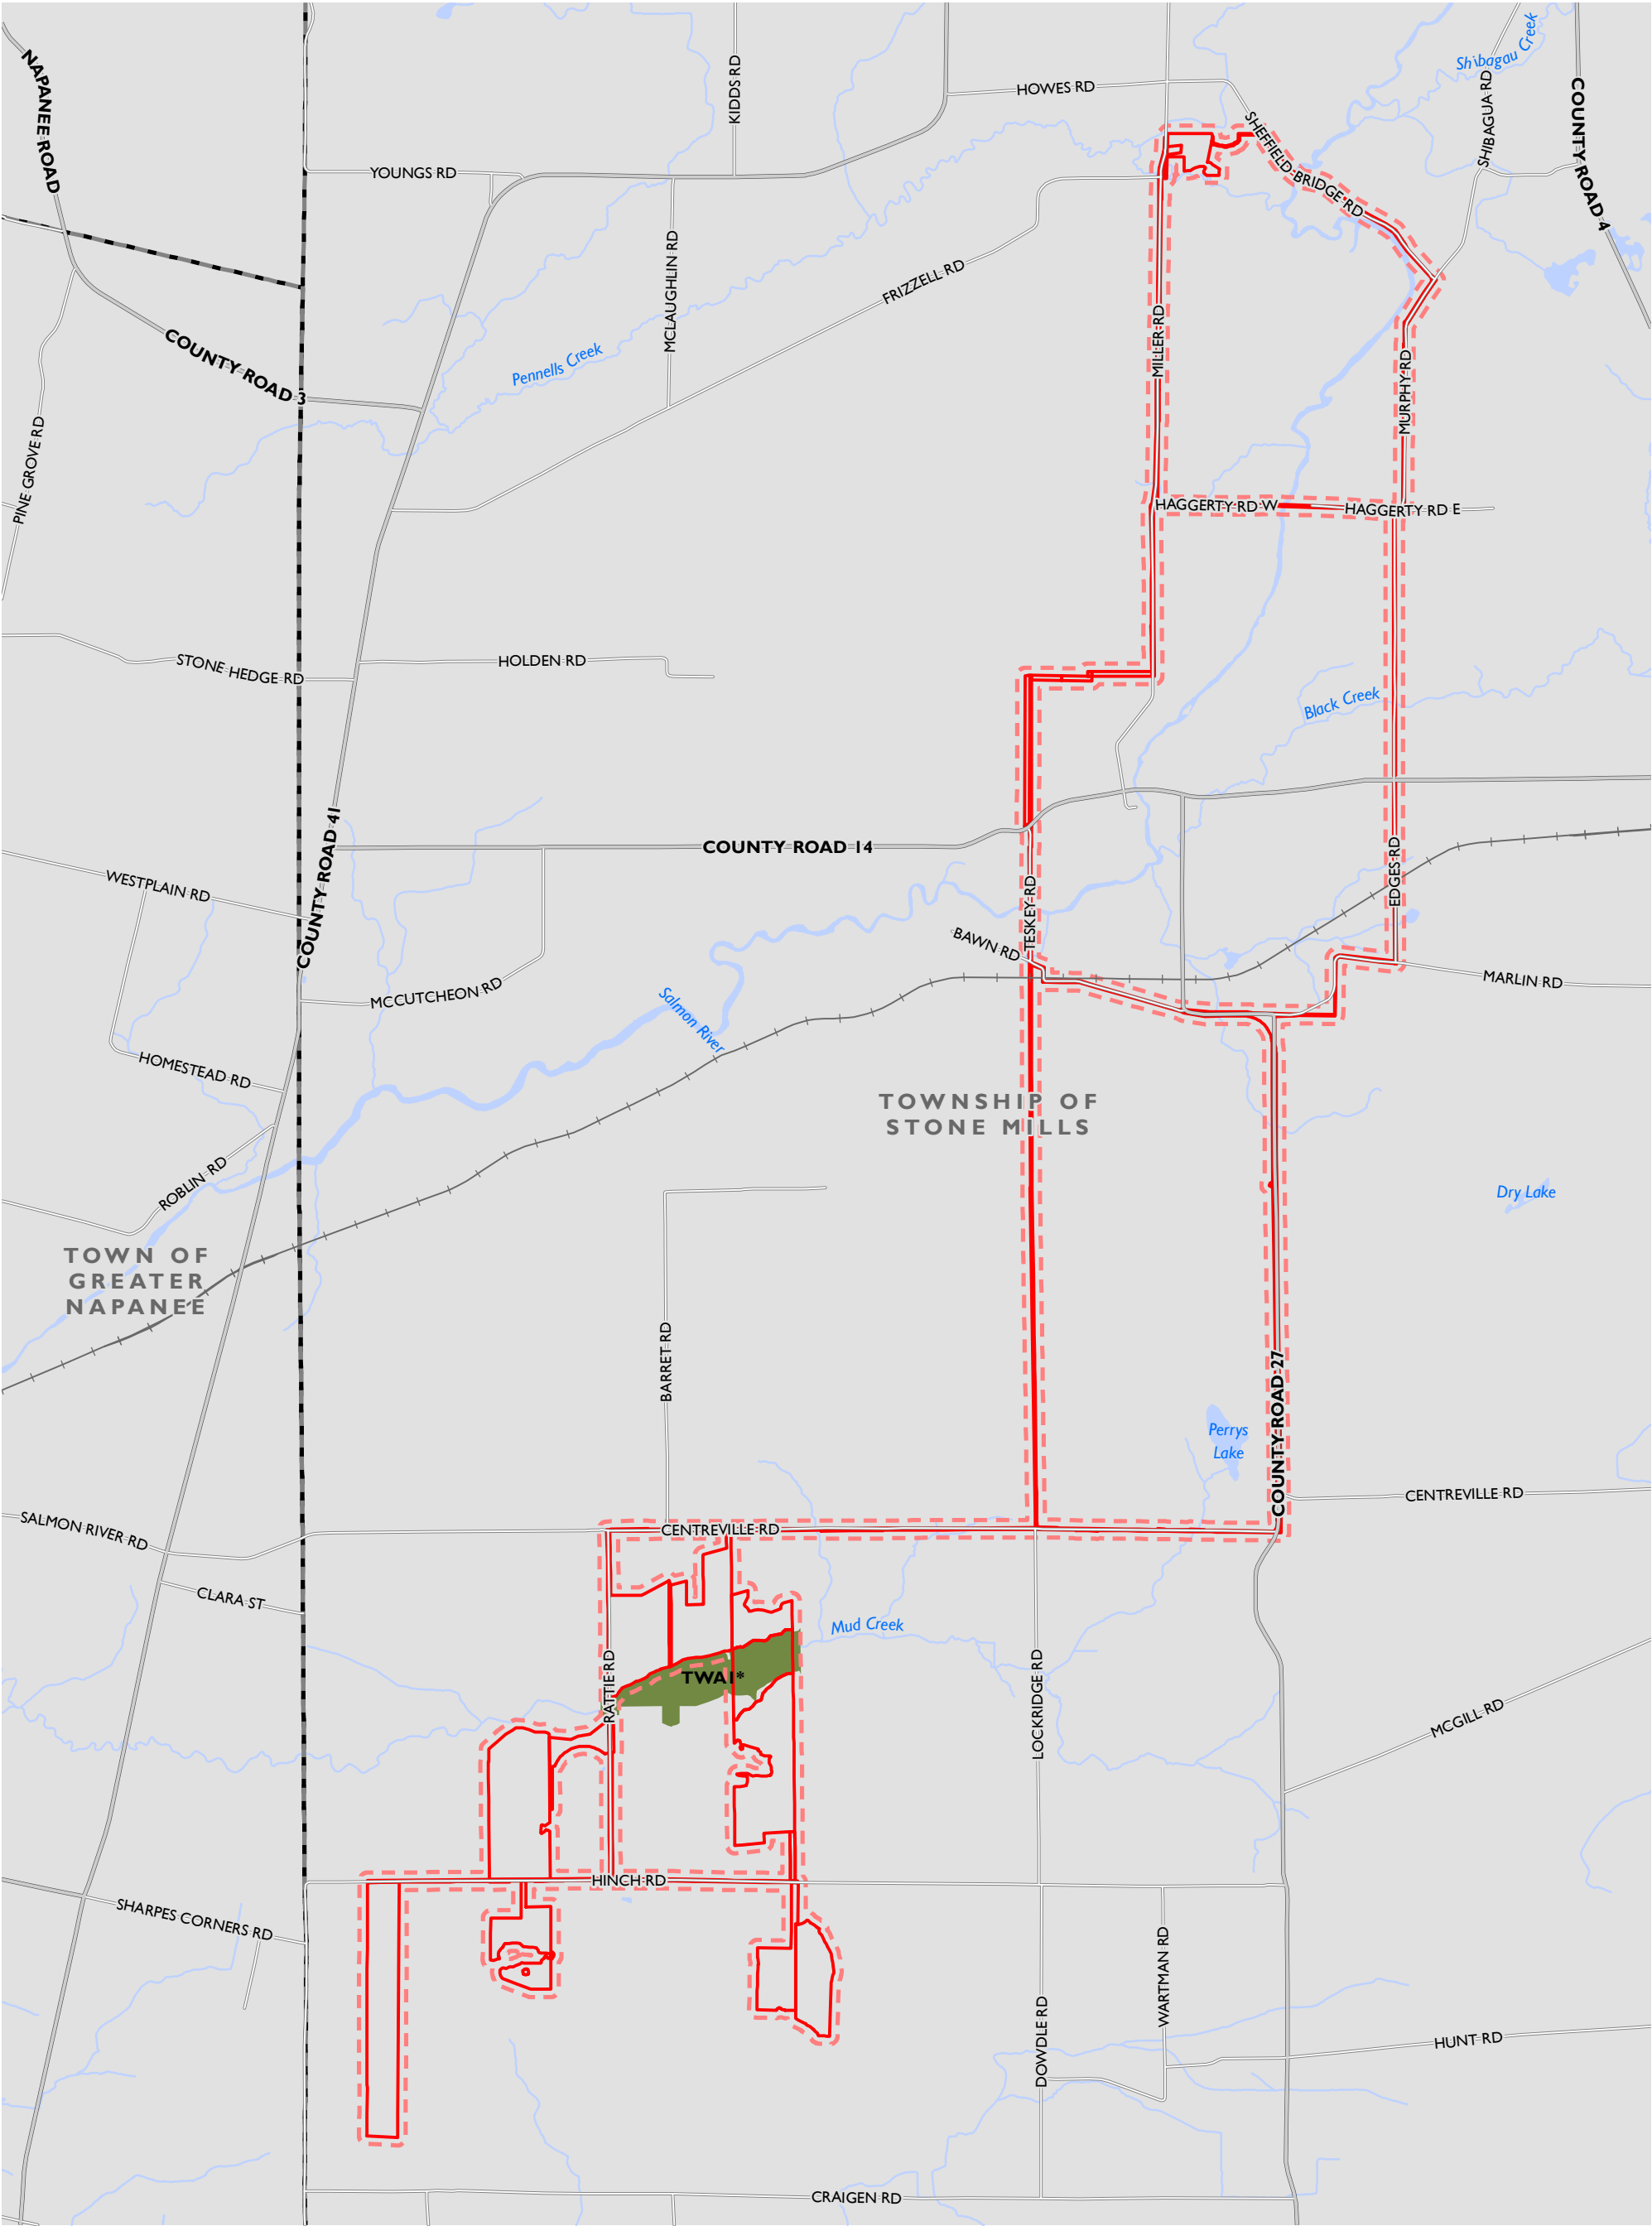 Shibagau Creek
NAPANEE ROAD
KIDDS RD
HOWES RD
SHIBAGUA RD
COUNTY ROAD 4
SHEFFIELD BRIDGE RD
YOUNGS RD
MCLAUGHLIN RD
FRIZZELL RD
MILLER RD
COUNTY ROAD 3
Pennells Creek
MURPHY RD
PINE GROVE RD
HAGGERTY RD W
HAGGERTY RD E
STONE HEDGE RD
HOLDEN RD
Black Creek
COUNTY ROAD 41
COUNTY ROAD 14
WESTPLAIN RD
TESKEY RD
EDGES RD
BAWN RD
MARLIN RD
MCCUTCHEON RD
Salmon River
HOMESTEAD RD
TOWNSHIP OF
STONE MILLS
ROBLIN RD
Dry Lake
TOWN OF
GREATER
NAPANEE
BARRET RD
COUNTY ROAD 27
Perrys
Lake
CENTREVILLE RD
SALMON RIVER RD
CENTREVILLE RD
CLARA ST
Mud Creek
RATTIE RD
TWA1*
LOCKRIDGE RD
MCGILL RD
HINCH RD
SHARPES CORNERS RD
WARTMAN RD
DOWDLE RD
HUNT RD
CRAIGEN RD